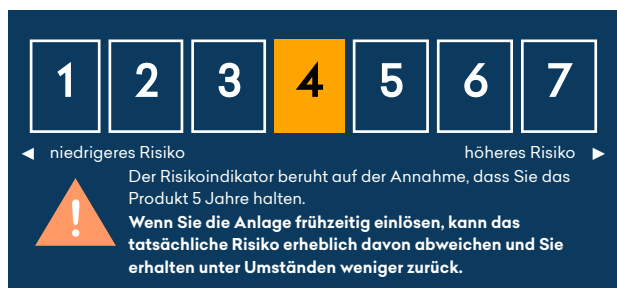 1 2 3 4 5 6 7
◄ niedrigeres Risiko höheres Risiko ►
Der Risikoindikator beruht auf der Annahme, dass Sie das
Produkt 5 Jahre halten.
Wenn Sie die Anlage frühzeitig einlösen, kann das
tatsächliche Risiko erheblich davon abweichen und Sie
erhalten unter Umständen weniger zurück.
!